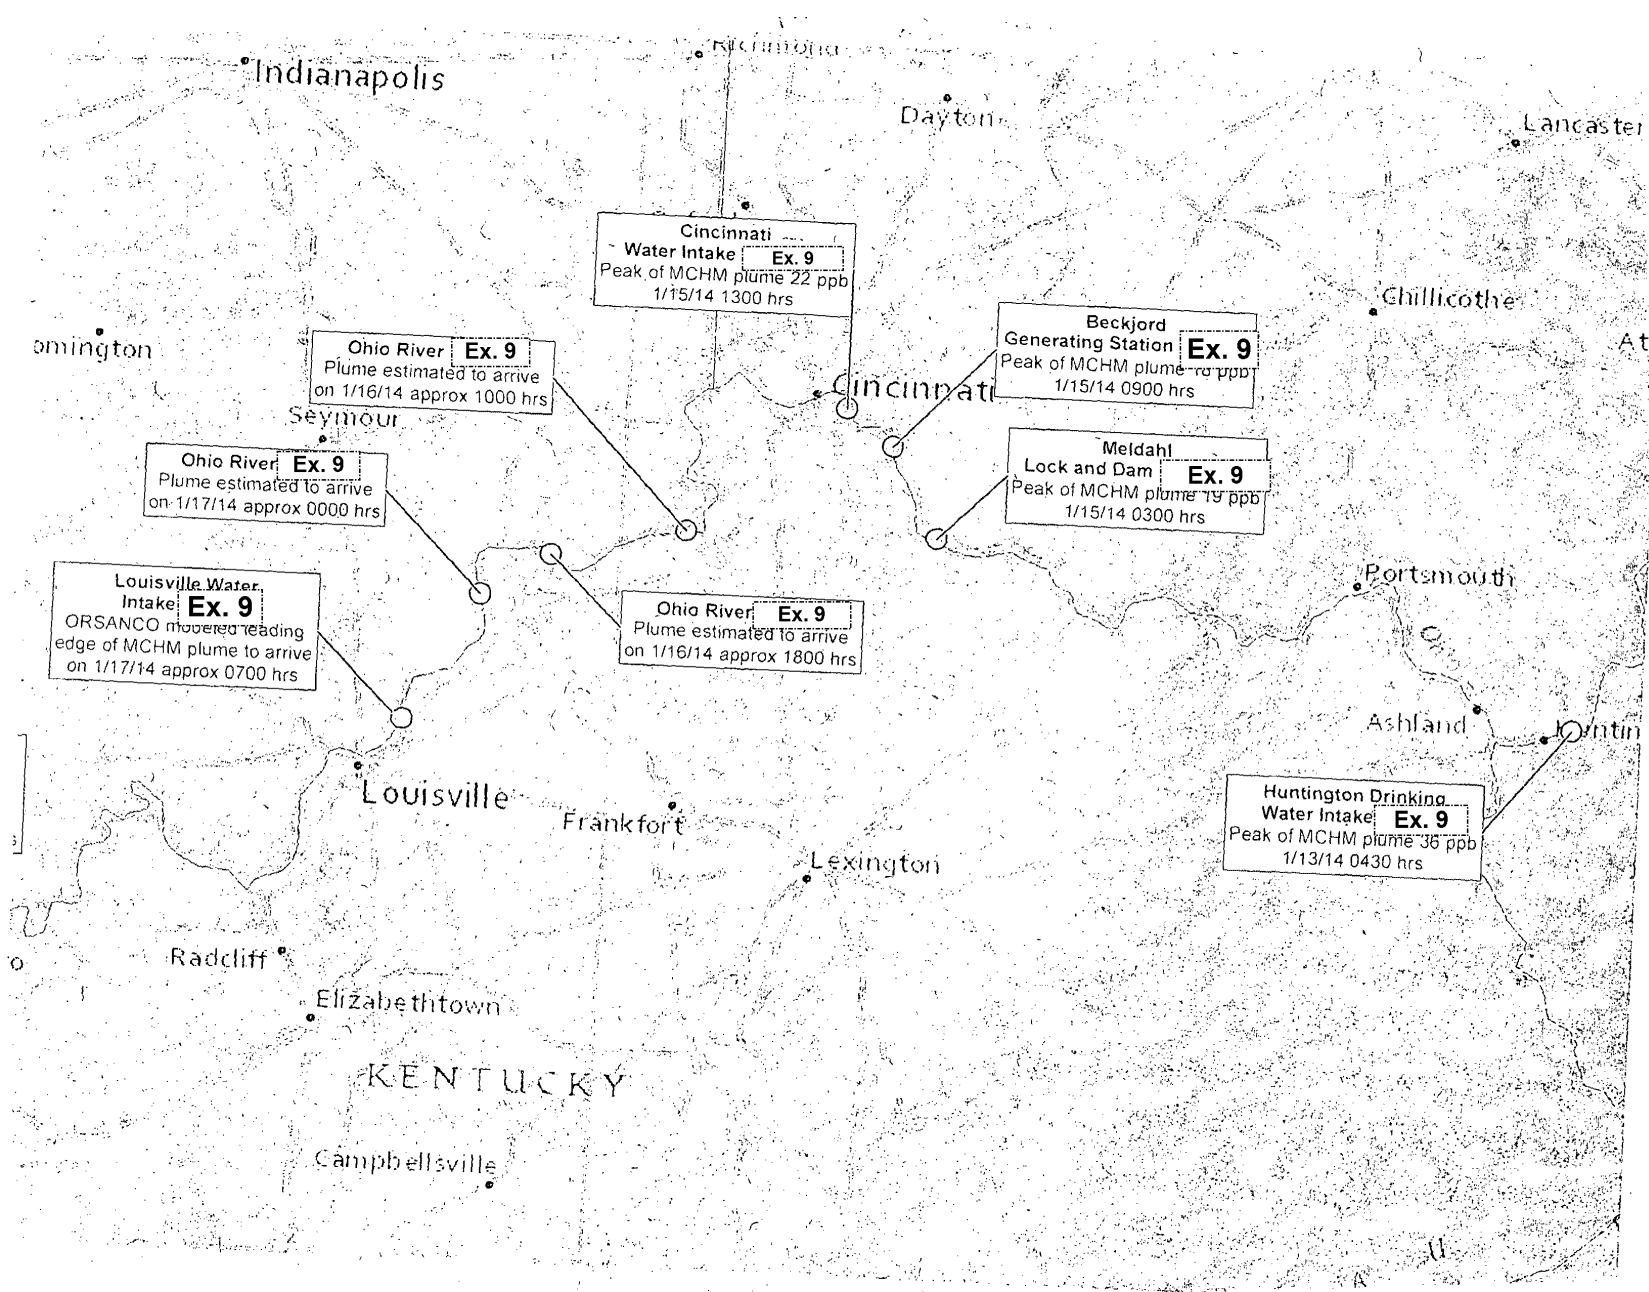 Richmond
Indianapolis
Dayton
Lancaster
Cincinnati
Water Intake Ex. 9
Peak of MCHM plume 22 ppb
1/15/14 1300 hrs
Chillicothe
Beckjord
Generating Station Ex. 9
Peak of MCHM plume ppb
1/15/14 0900 hrs
omington
At
Ohio River Ex. 9
Plume estimated to arrive
on 1/16/14 approx 1000 hrs
Cincinnati
Seymour
Meldahl
Lock and Dam Ex. 9
Peak of MCHM plume 19 ppb
1/15/14 0300 hrs
Ohio River Ex. 9
Plume estimated to arrive
on 1/17/14 approx 0000 hrs
Louisville Water
Intake Ex. 9
ORSANCO modeled leading
edge of MCHM plume to arrive
on 1/17/14 approx 0700 hrs
Ohio River Ex. 9
Plume estimated to arrive
on 1/16/14 approx 1800 hrs
Portsmouth
Ashland
Huntin
Louisville
Frankfort
Huntington Drinking
Water Intake Ex. 9
Peak of MCHM plume 36 ppb
1/13/14 0430 hrs
Lexington
s
o
Radcliff
Elizabethtown
KENTUCKY
Campbellsville